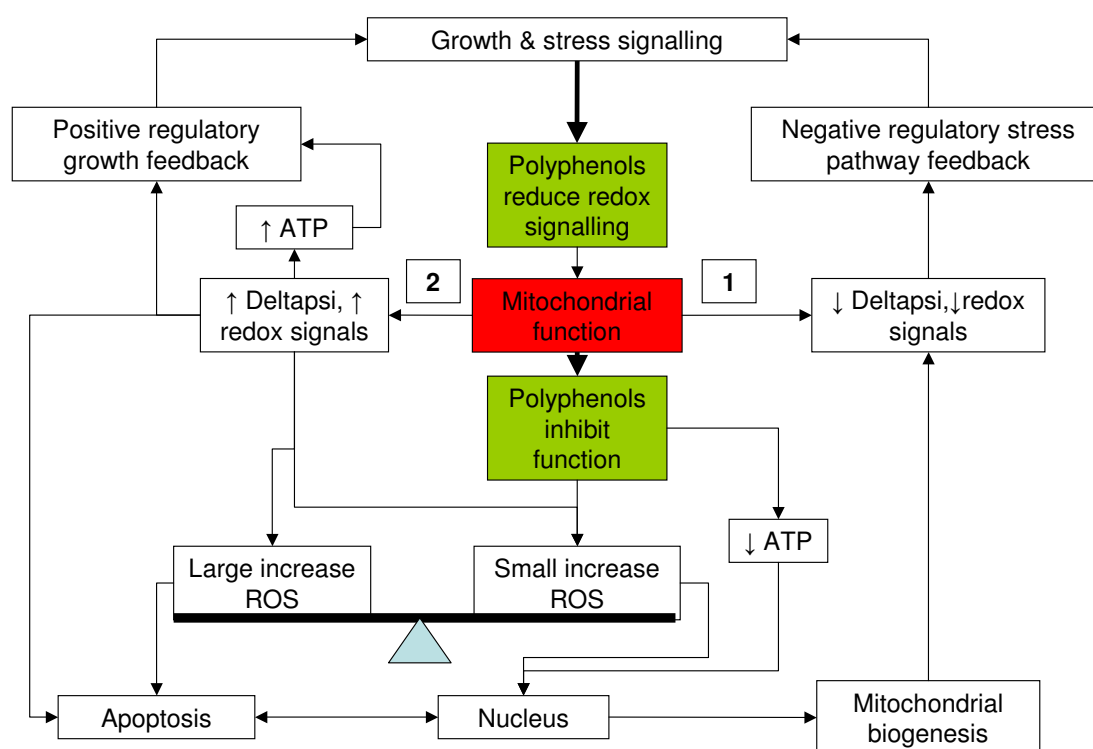 Growth & stress signalling
Positive regulatory
growth feedback
Negative regulatory stress
pathway feedback
Polyphenols
reduce redox
signalling
↑ ATP
2
1
↑ Deltapsi, ↑
redox signals
Mitochondrial
function
↓ Deltapsi,↓redox
signals
Polyphenols
inhibit
function
↓ ATP
Large increase
ROS
Small increase
ROS
Apoptosis
Nucleus
Mitochondrial
biogenesis